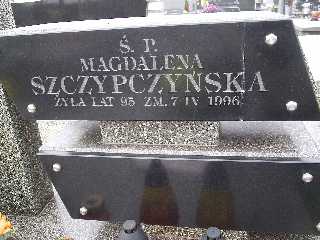 Ś. P.
MAGDALENA
SZCZYPCZYŃSKA
ŻYŁA LAT 95 ZM. 7 IV 1996